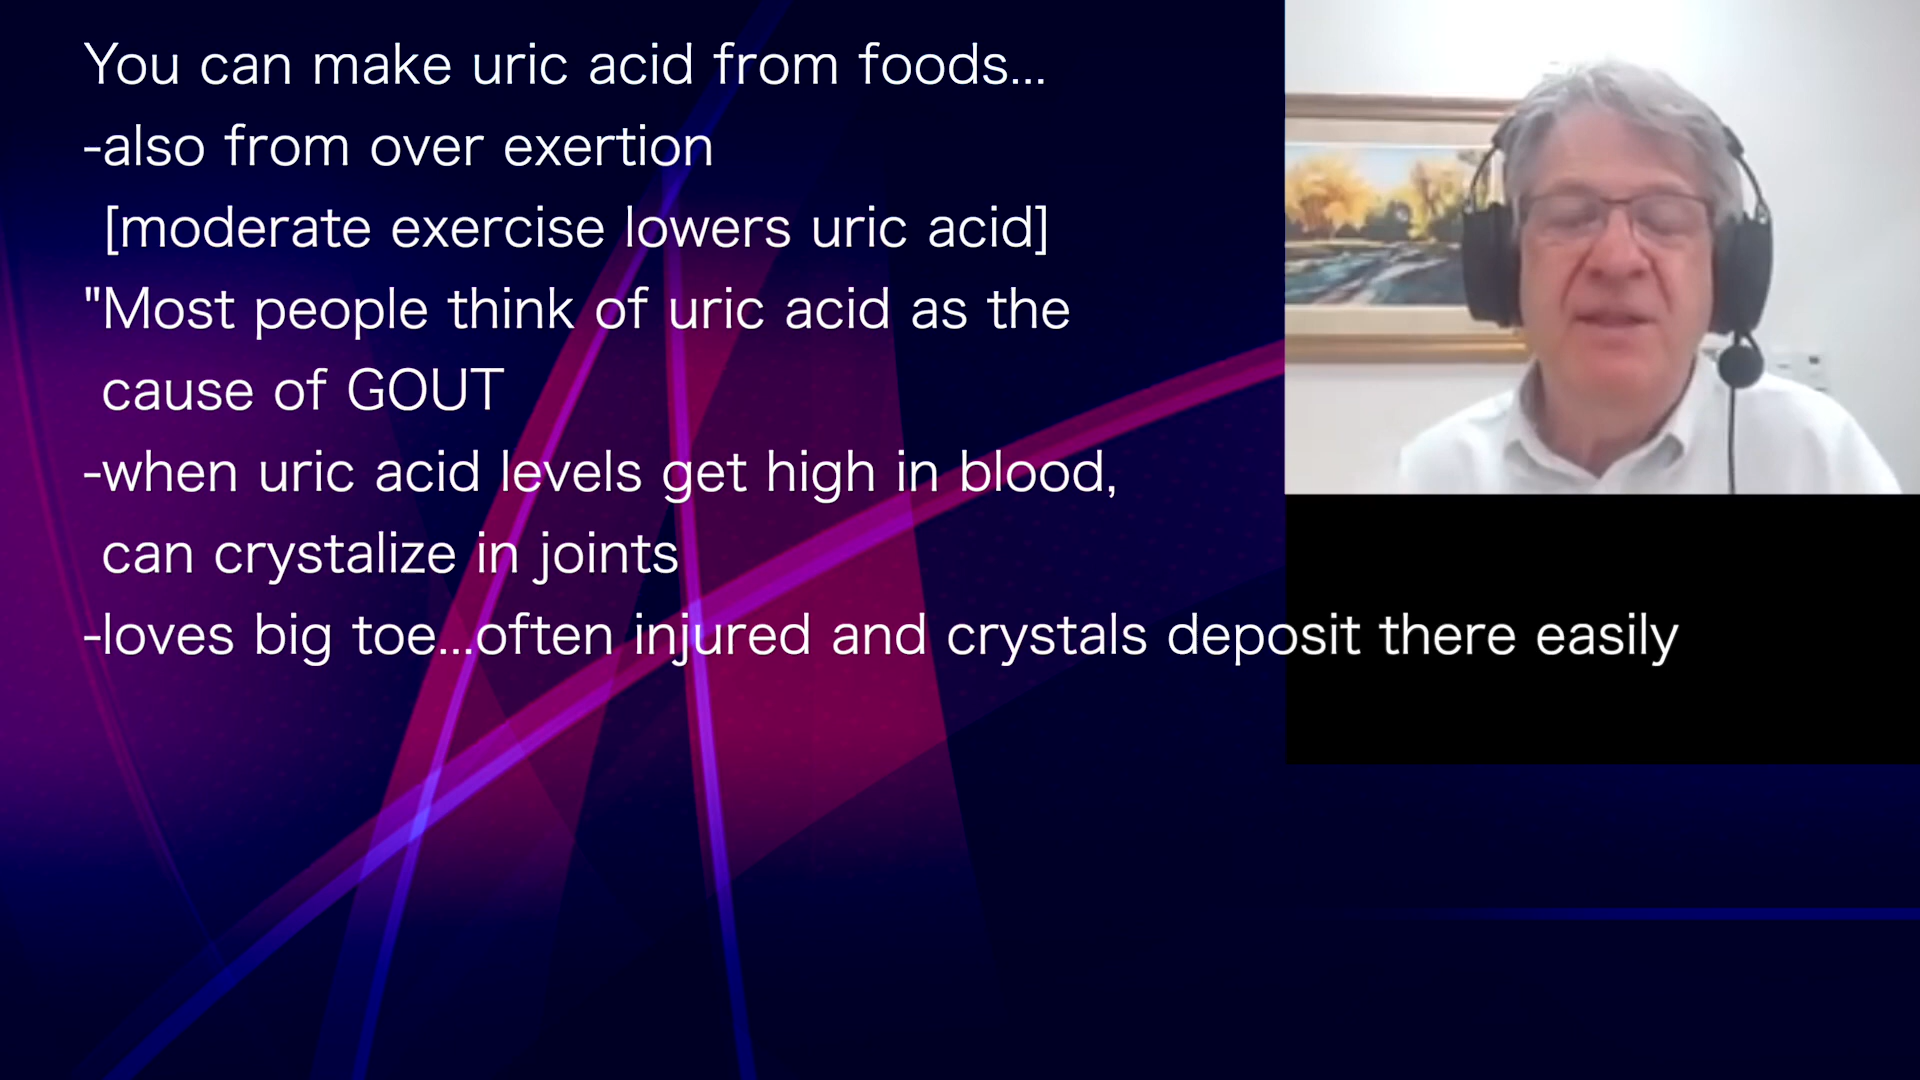 You can make uric acid from foods...
-also from over exertion
[moderate exercise lowers uric acid]
"Most people think of uric acid as the
cause of GOUT
-when uric acid levels get high in blood,
can crystalize in joints
-loves big toe...often injured and crystals deposit there easily